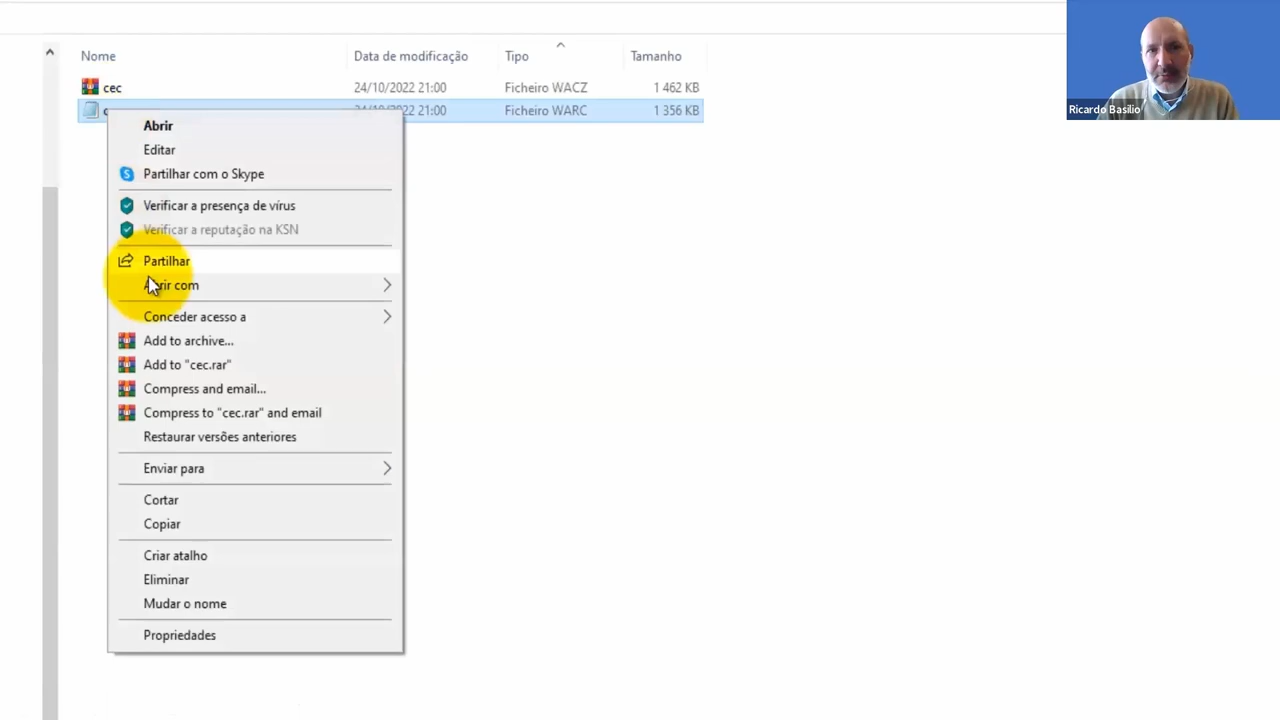 Nome Data de modificação Tipo Tamanho
cec 24/10/2022 21:00 Ficheiro WACZ 1 462 KB
24/10/2022 21:00 Ficheiro WARC 1 356 KB
Ricardo Basílio
Abrir
Editar
Partilhar com o Skype
Verificar a presença de vírus
Verificar a reputação na KSN
Partilhar
Abrir com
Conceder acesso a
Add to archive...
Add to "cec.rar"
Compress and email...
Compress to "cec.rar" and email
Restaurar versões anteriores
Enviar para
Cortar
Copiar
Criar atalho
Eliminar
Mudar o nome
Propriedades